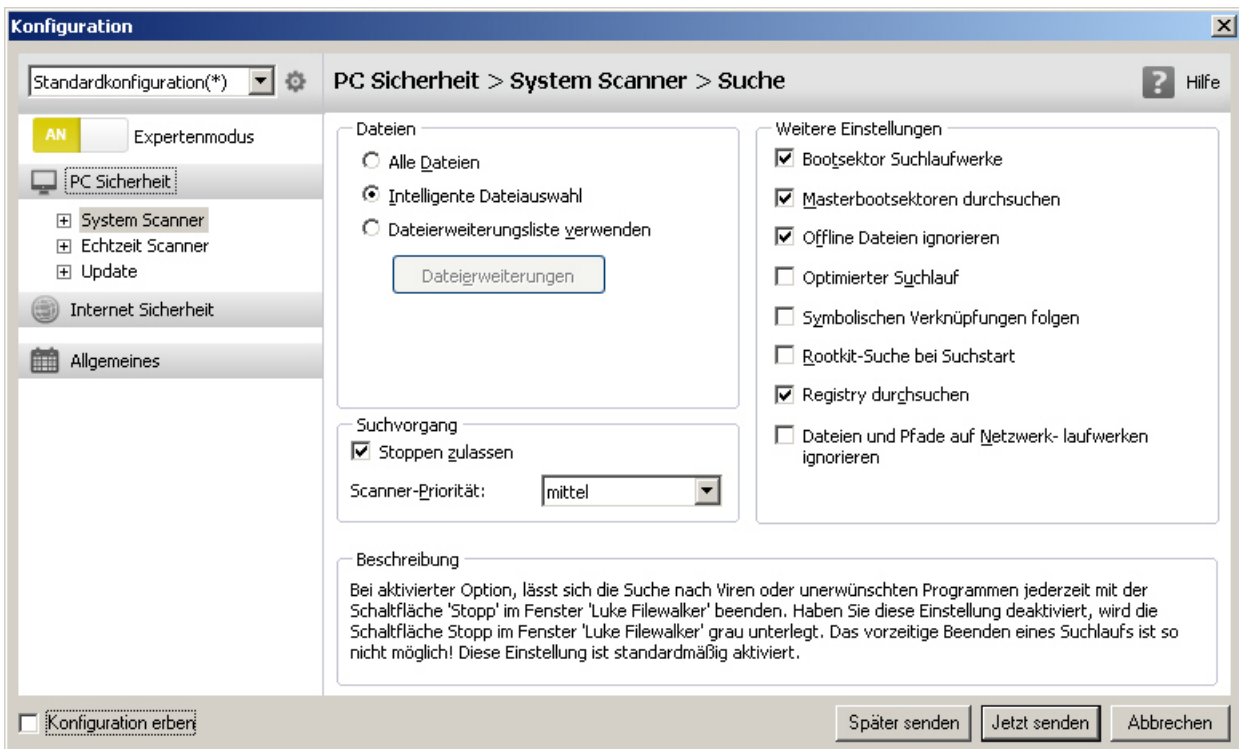 Konfiguration
Standardkonfiguration(*)
PC Sicherheit > System Scanner > Suche
? Hilfe
AN Expertenmodus
PC Sicherheit
System Scanner
Echtzeit Scanner
Update
Internet Sicherheit
Allgemeines
Dateien
Alle Dateien
Intelligente Dateiauswahl
Dateierweiterungsliste verwenden
Dateierweiterungen
Suchvorgang
Stoppen zulassen
Scanner-Priorität: mittel
Weitere Einstellungen
Bootsektor Suchlaufwerke
Masterbootsektoren durchsuchen
Offline Dateien ignorieren
Optimierter Suchlauf
Symbolischen Verknüpfungen folgen
Rootkit-Suche bei Suchstart
Registry durchsuchen
Dateien und Pfade auf Netzwerk- laufwerken
ignorieren
Beschreibung
Bei aktivierter Option, lässt sich die Suche nach Viren oder unerwünschten Programmen jederzeit mit der
Schaltfläche 'Stopp' im Fenster 'Luke Filewalker' beenden. Haben Sie diese Einstellung deaktiviert, wird die
Schaltfläche Stopp im Fenster 'Luke Filewalker' grau unterlegt. Das vorzeitige Beenden eines Suchlaufs ist so
nicht möglich! Diese Einstellung ist standardmäßig aktiviert.
Konfiguration erben
Später senden
Jetzt senden
Abbrechen